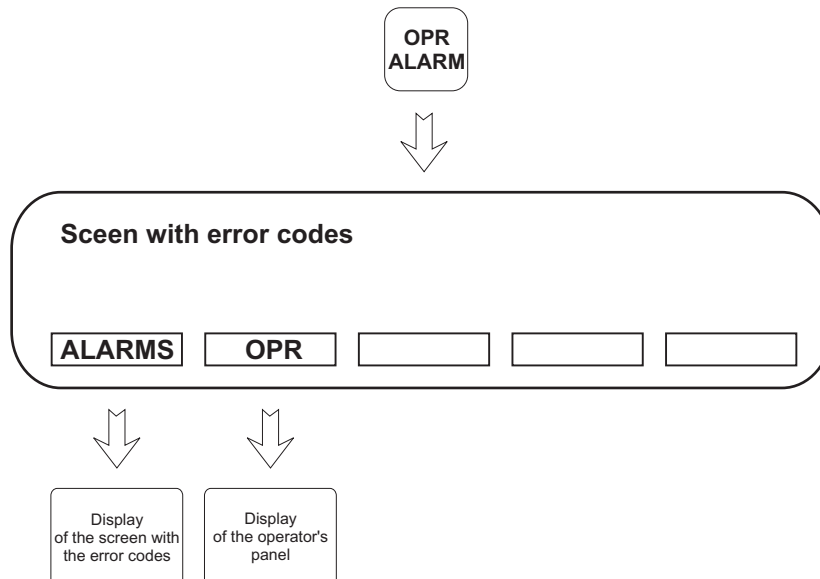 OPR
ALARM
Sceen with error codes
ALARMS
OPR
Display
of the screen with
the error codes
Display
of the operator's
panel